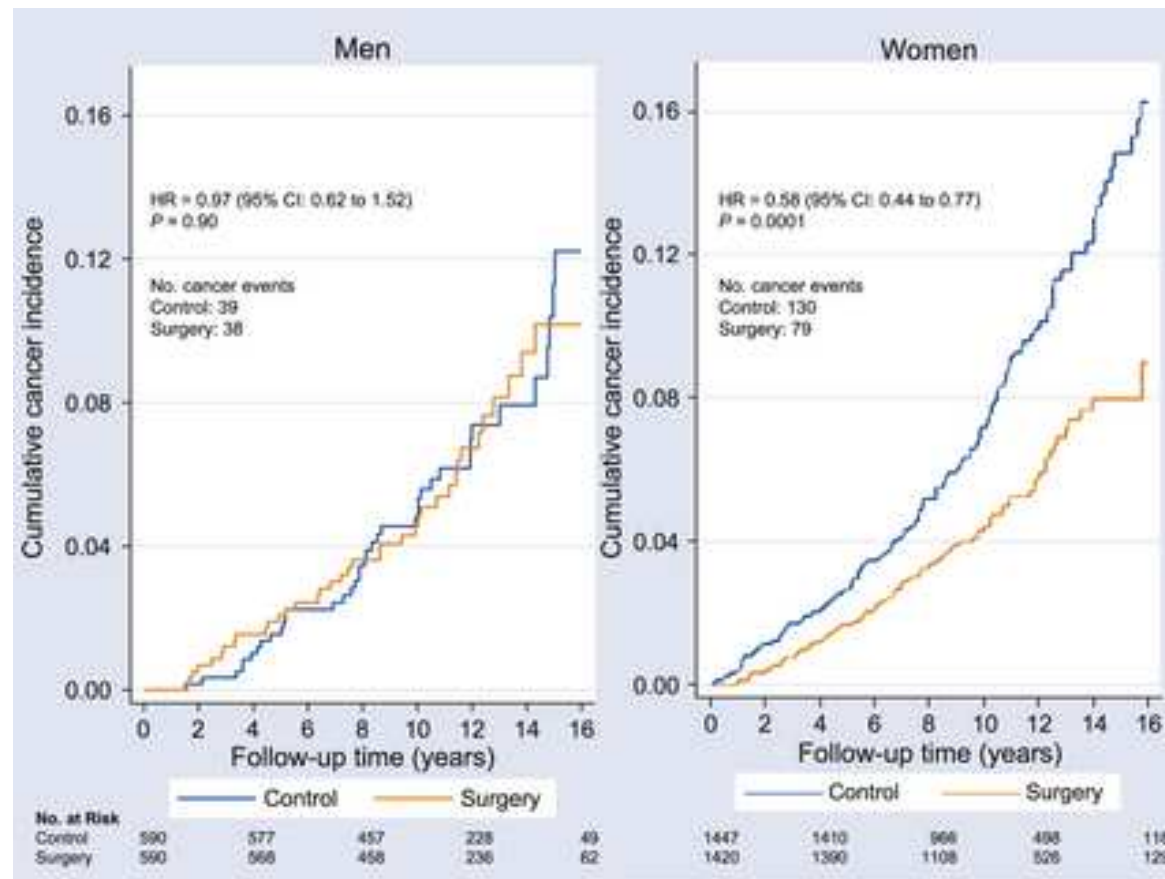 Men
Cumulative cancer incidence
0.16
0.12
0.08
0.04
0.00
HR = 0.97 (95% CI: 0.62 to 1.52)
P = 0.90
No. cancer events
Control: 39
Surgery: 38
0 2 4 6 8 10 12 14 16
Follow-up time (years)
Control Surgery
No. at Risk
Control 590 577 457 228 49
Surgery 590 568 458 236 62
Women
Cumulative cancer incidence
0.16
0.12
0.08
0.04
0.00
HR = 0.58 (95% CI: 0.44 to 0.77)
P = 0.0001
No. cancer events
Control: 130
Surgery: 79
0 2 4 6 8 10 12 14 16
Follow-up time (years)
Control Surgery
1447 1410 498
1420 1390 1108 526